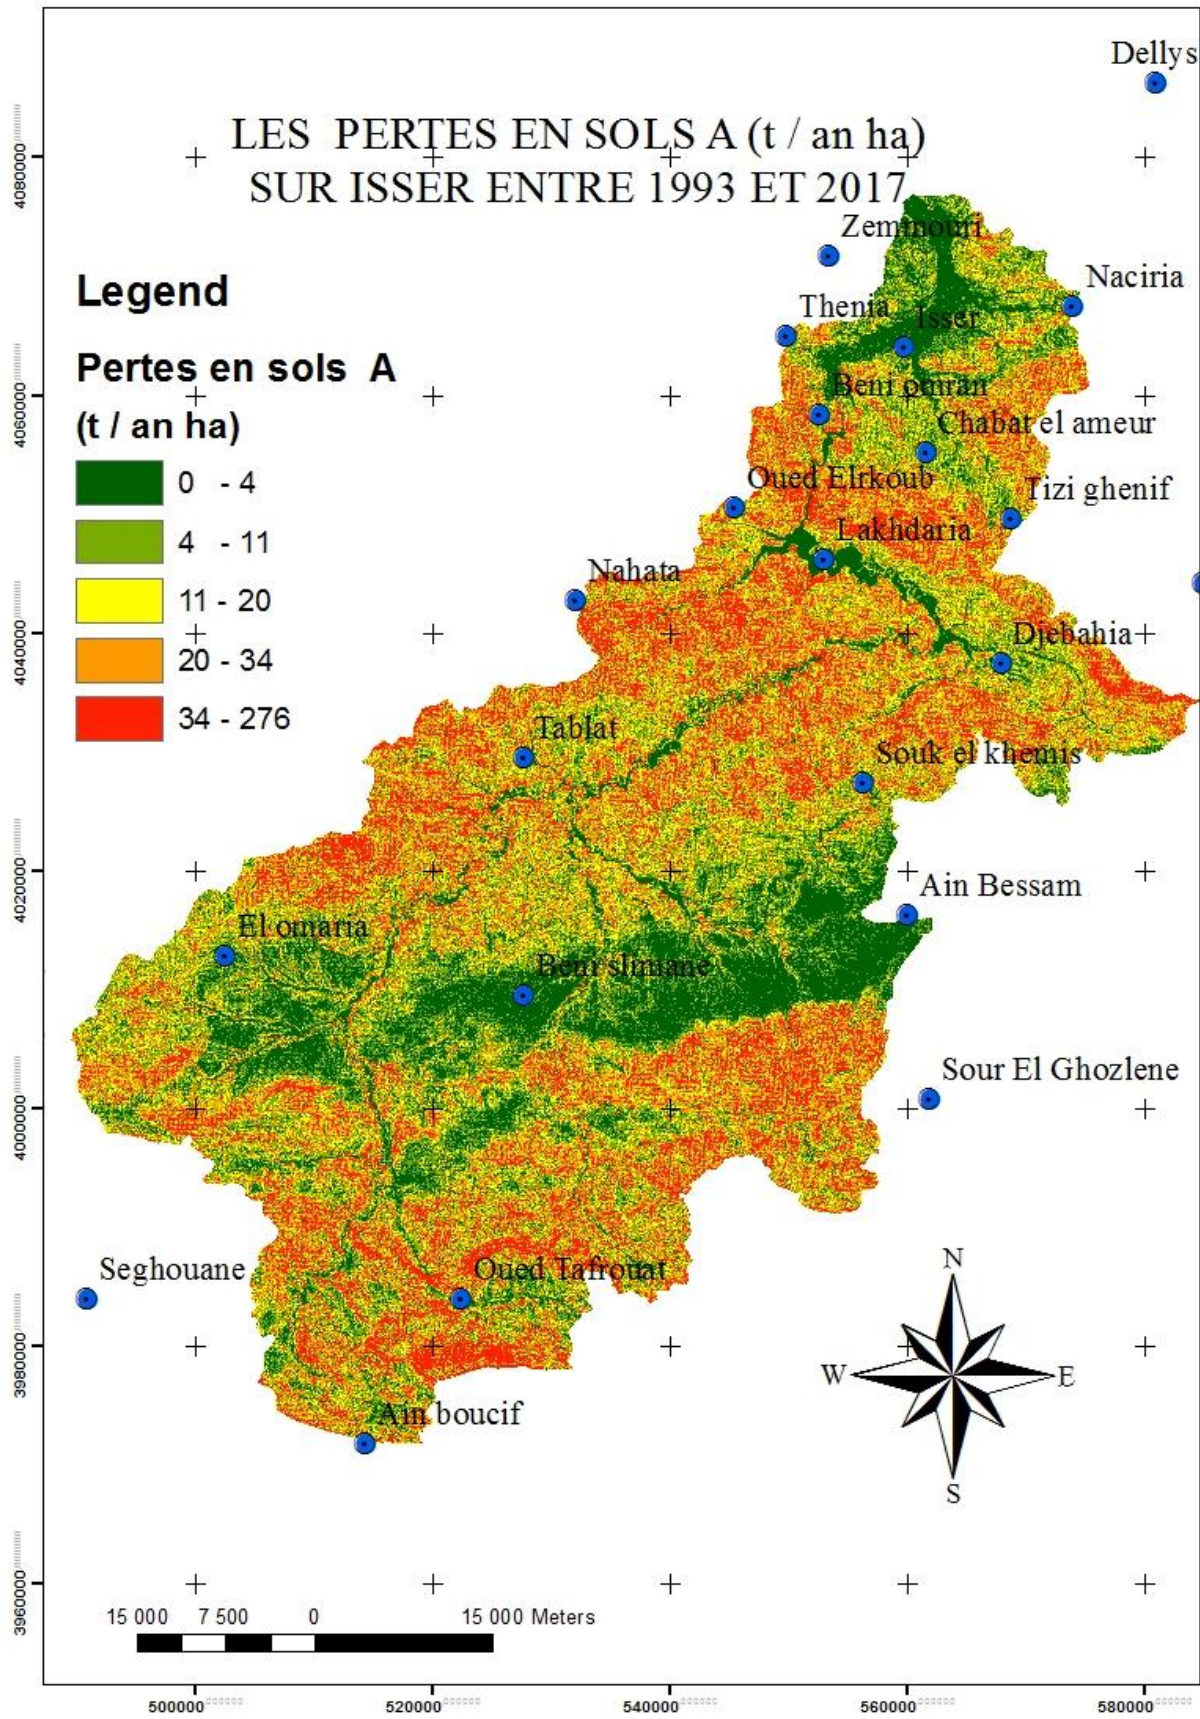 Dellys
LES PERTES EN SOLS A (t / an ha)
SUR ISSER ENTRE 1993 ET 2017
Zemmouri
Legend
Naciria
Thenia
Isser
Pertes en sols A
(t / an ha)
Beni omran
Chabat el ameur
0 - 4
Oued Elrkoub
Tizi ghenif
4 - 11
Lakhdaria
Nahata
11 - 20
Djebahia
20 - 34
34 - 276
Tablat
Souk el khemis
Ain Bessam
El omaria
Beni slimane
Sour El Ghozlene
Seghouane
Oued Tafrouat
Ain boucif
N
W
E
S
15 000 7 500 0 15 000 Meters
4080000
4060000
4040000
4020000
4000000
3980000
3960000
500000 520000 540000 560000 580000